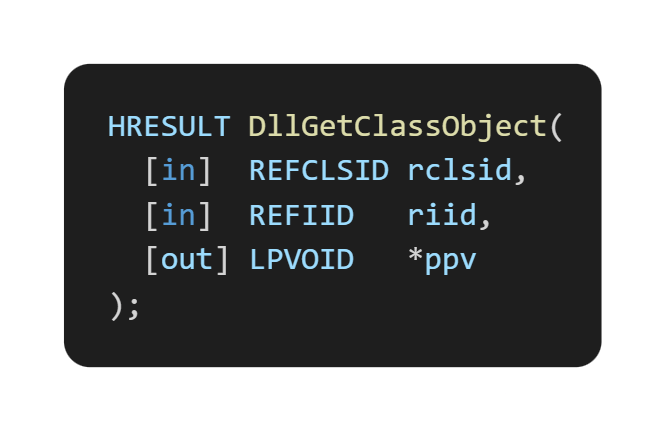 HRESULT DllGetClassObject(
  [in]  REFCLSID rclsid,
  [in]  REFIID   riid,
  [out] LPVOID   *ppv
);